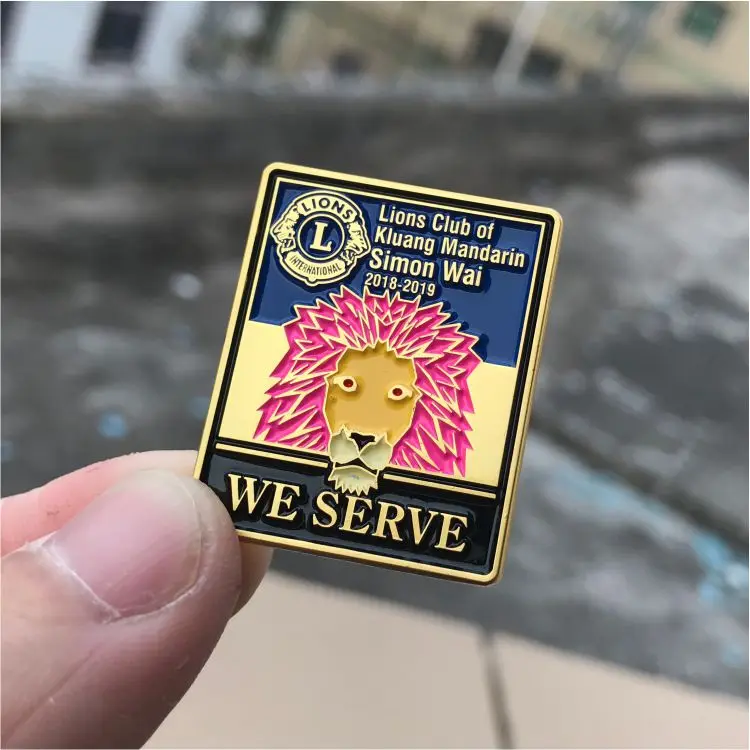 LIONS
L
INTERNATIONAL
Lions Club of
Kluang Mandarin
Simon Wai
2018-2019
WE SERVE